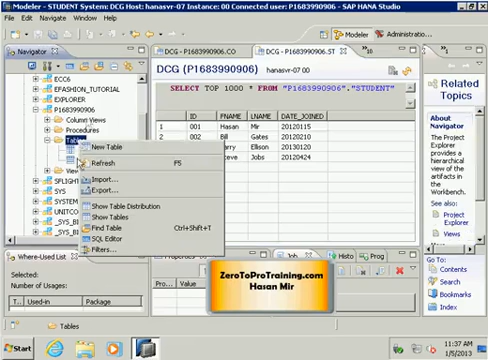 Modeler - STUDENT System: DCG Host: hanasvr-07 Instance: 00 Connected user: P1683990906 - SAP HANA Studio
Edit Navigate Window Help
Modeler
Administratio...
Navigator
DCG - P1683990906.CO
DCG - P1683990906.ST
10
ECC6
EFASHION_TUTORIAL
EXPLORER
P1683990906
Column Views
Procedures
Tables
SYS
SYSTEM
New Table
Refresh F5
Import...
Export...
Show Table Distribution
Show Tables
Find Table Ctrl+Shift+T
SQL Editor
Filters...
DCG (P1683990906) hanasvr-07
SELECT TOP 1000 * FROM "P1683990906"."STUDENT"
ID FNAME LNAME DATE_JOINED
1 001 Hasan Mir 20120115
2 002 Bill Gates 20120210
Ellison 20120115
Jobs 20120424
Related Topics
About Navigator
The Project Explorer provides a hierarchical view of the artifacts in the Workbench.
See also:
Project Explorer
Views
Go To:
Contents
Search
Bookmarks
Index
Where-Used List
Selected:
Number of Usages:
T... Used-in Package
Job
Histo
Prog
Pro...
ZeroToProTraining.com
Hasan Mir
Tables
Start
11:37 AM
1/5/2013